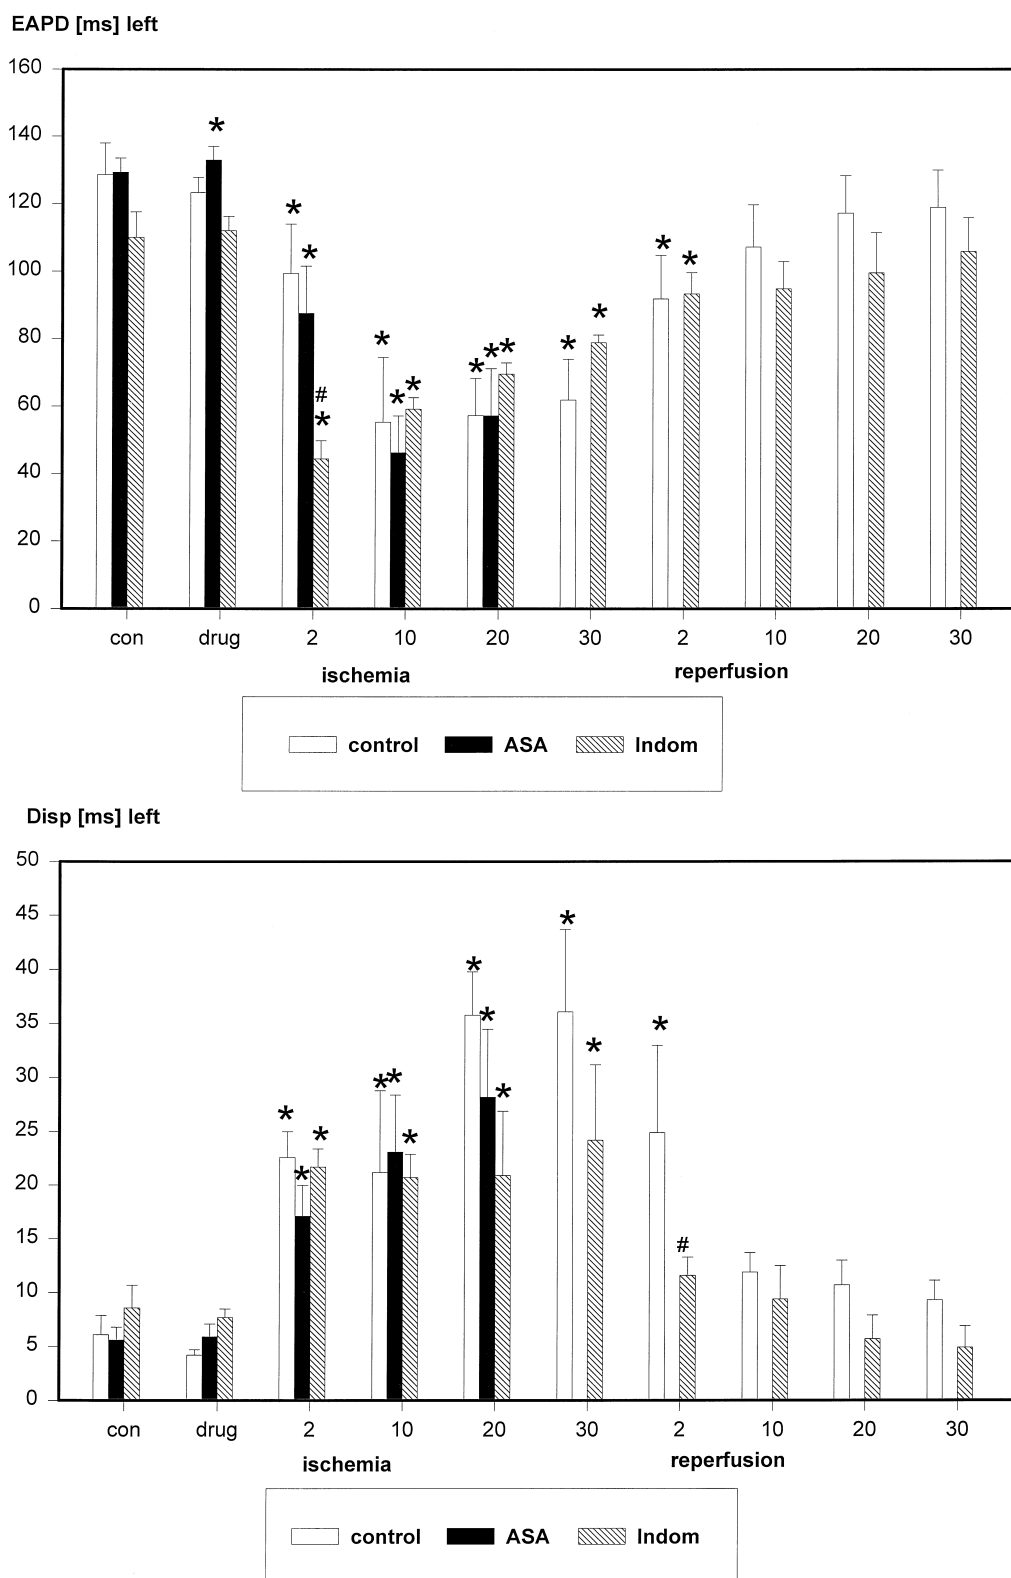 EAPD [ms] left
160
140
120
100
80
60
40
20
0
* * * * # * * * * * * * * * * *
con drug 2 10 20 30 2 10 20 30
ischemia reperfusion
control ASA Indom
Disp [ms] left
50
45
40
35
30
25
20
15
10
5
0
* * * * * * * * * * * * #
con drug 2 10 20 30 2 10 20 30
ischemia reperfusion
control ASA Indom